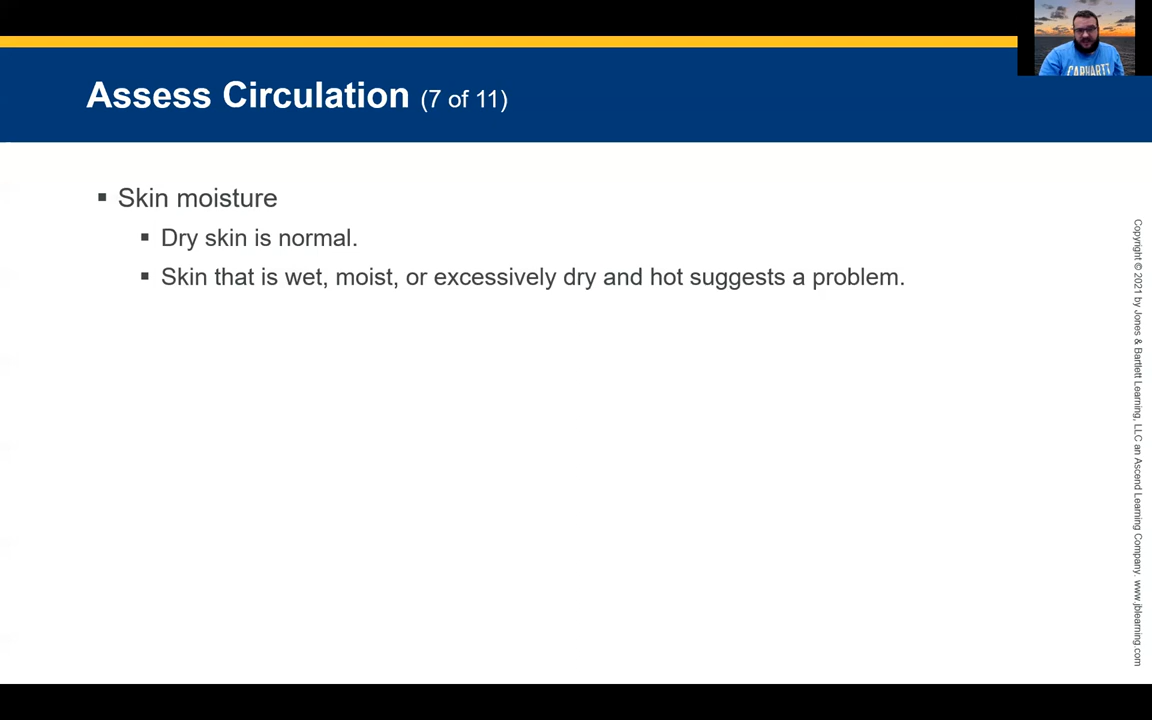 Assess Circulation (7 of 11)
▪ Skin moisture
▪ Dry skin is normal.
▪ Skin that is wet, moist, or excessively dry and hot suggests a problem.
Copyright © 2021 by Jones & Bartlett Learning, LLC an Ascend Learning Company. www.jblearning.com
CARHARTT